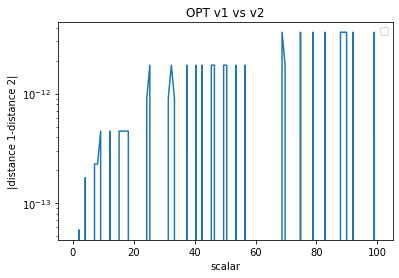 OPT v1 vs v2
|distance 1-distance 2|
10⁻¹²
10⁻¹³
0 20 40 60 80 100
scalar